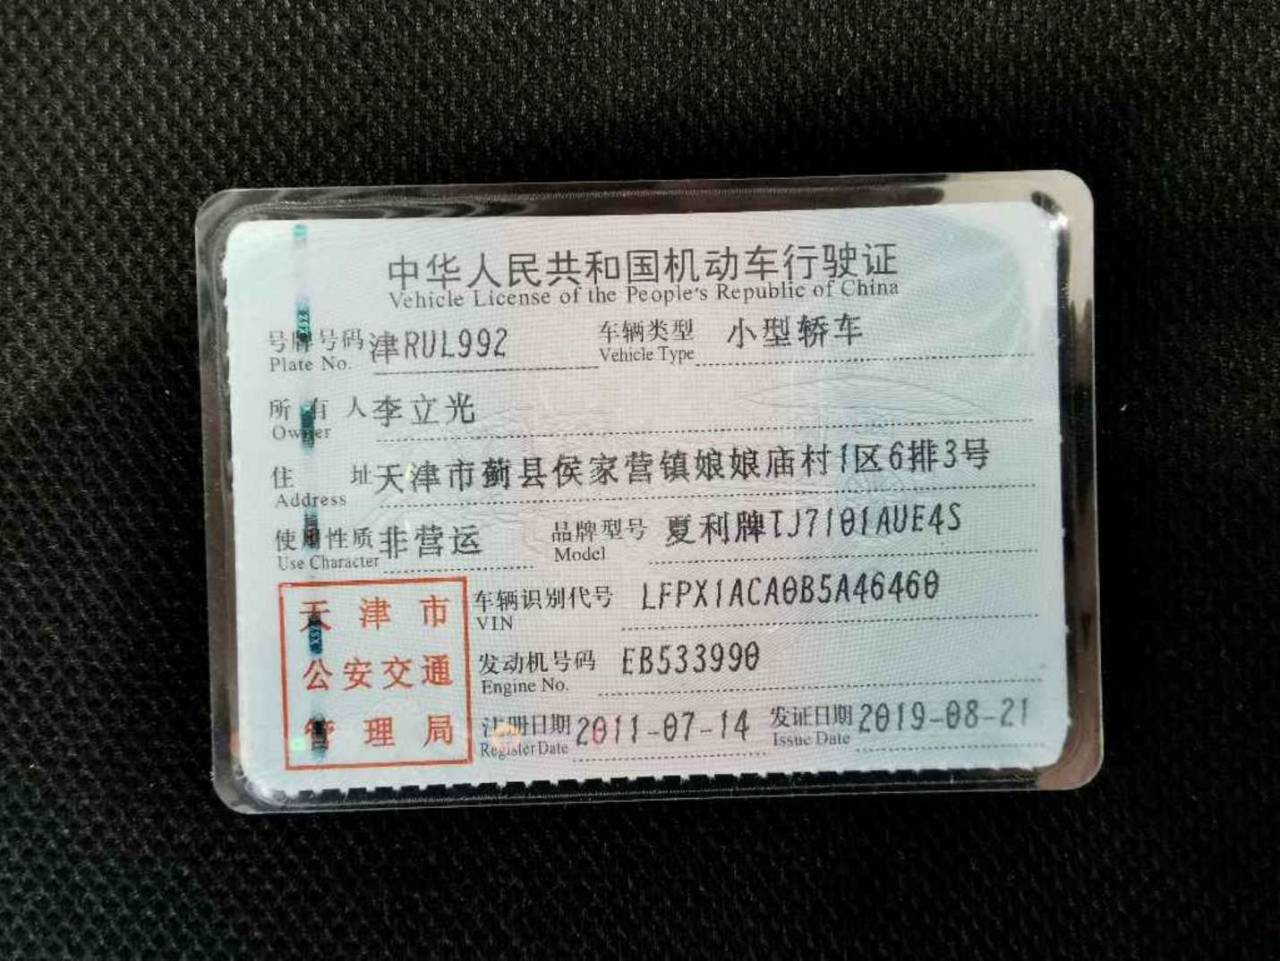 中华人民共和国机动车行驶证
Vehicle License of the People's Republic of China
号牌号码 津RUL992 车辆类型 小型轿车
Plate No. Vehicle Type
所有人 李立光
Owner
住址 天津市蓟县侯家营镇娘娘庙村1区6排3号
Address
使用性质 非营运 品牌型号 夏利牌TJ7101AUE4S
Use Character Model
天津市
公安交通
管理局
车辆识别代号 LFPX1ACA0B5A46460
VIN
发动机号码 EB533990
Engine No.
注册日期 2011-07-14 发证日期 2019-08-21
Register Date Issue Date